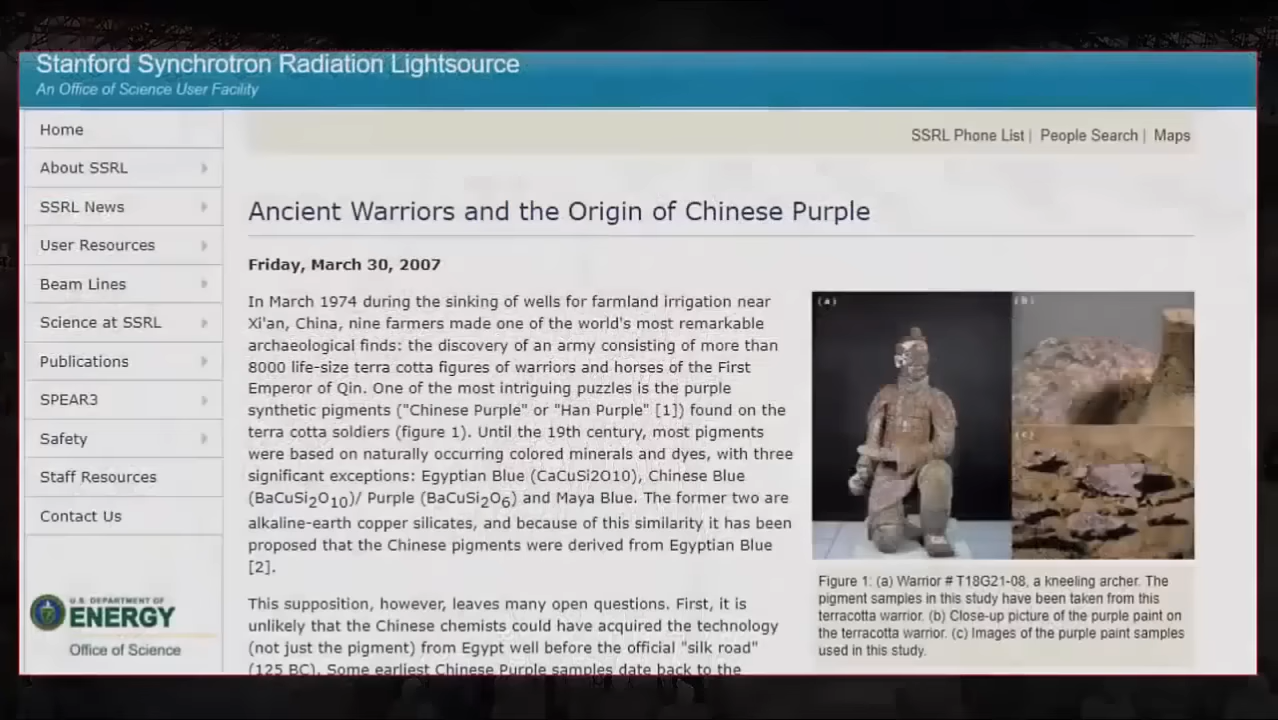 Stanford Synchrotron Radiation Lightsource
An Office of Science User Facility
Home
About SSRL
SSRL News
User Resources
Beam Lines
Science at SSRL
Publications
SPEAR3
Safety
Staff Resources
Contact Us
U.S. DEPARTMENT OF
ENERGY
Office of Science
SSRL Phone List | People Search | Maps
Ancient Warriors and the Origin of Chinese Purple
Friday, March 30, 2007
In March 1974 during the sinking of wells for farmland irrigation near
Xi'an, China, nine farmers made one of the world's most remarkable
archaeological finds: the discovery of an army consisting of more than
8000 life-size terra cotta figures of warriors and horses of the First
Emperor of Qin. One of the most intriguing puzzles is the purple
synthetic pigments ("Chinese Purple" or "Han Purple" [1]) found on the
terra cotta soldiers (figure 1). Until the 19th century, most pigments
were based on naturally occurring colored minerals and dyes, with three
significant exceptions: Egyptian Blue (CaCuSi2O10), Chinese Blue
(BaCuSi₂O₁₀)/ Purple (BaCuSi₂O₆) and Maya Blue. The former two are
alkaline-earth copper silicates, and because of this similarity it has been
proposed that the Chinese pigments were derived from Egyptian Blue
[2].
This supposition, however, leaves many open questions. First, it is
unlikely that the Chinese chemists could have acquired the technology
(not just the pigment) from Egypt well before the official "silk road"
(125 BC). Some earliest Chinese Purple samples date back to the
(a)
(b)
(c)
Figure 1: (a) Warrior # T18G21-08, a kneeling archer. The
pigment samples in this study have been taken from this
terracotta warrior. (b) Close-up picture of the purple paint on
the terracotta warrior. (c) Images of the purple paint samples
used in this study.